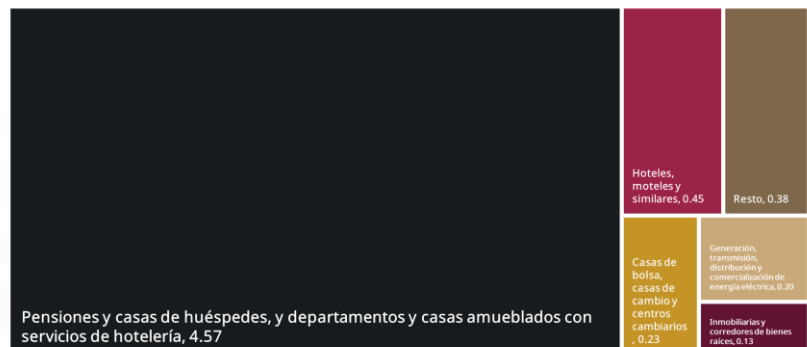 Pensiones y casas de huéspedes, y departamentos y casas amueblados con
servicios de hotelería, 4.57
Hoteles,
moteles y
similares, 0.45
Resto, 0.38
Casas de
bolsa,
casas de
cambio y
centros
cambiarios
, 0.23
Generación,
transmisión,
distribución y
comercialización de
energía eléctrica, 0.20
Inmobiliarias y
corredores de bienes
raíces, 0.13